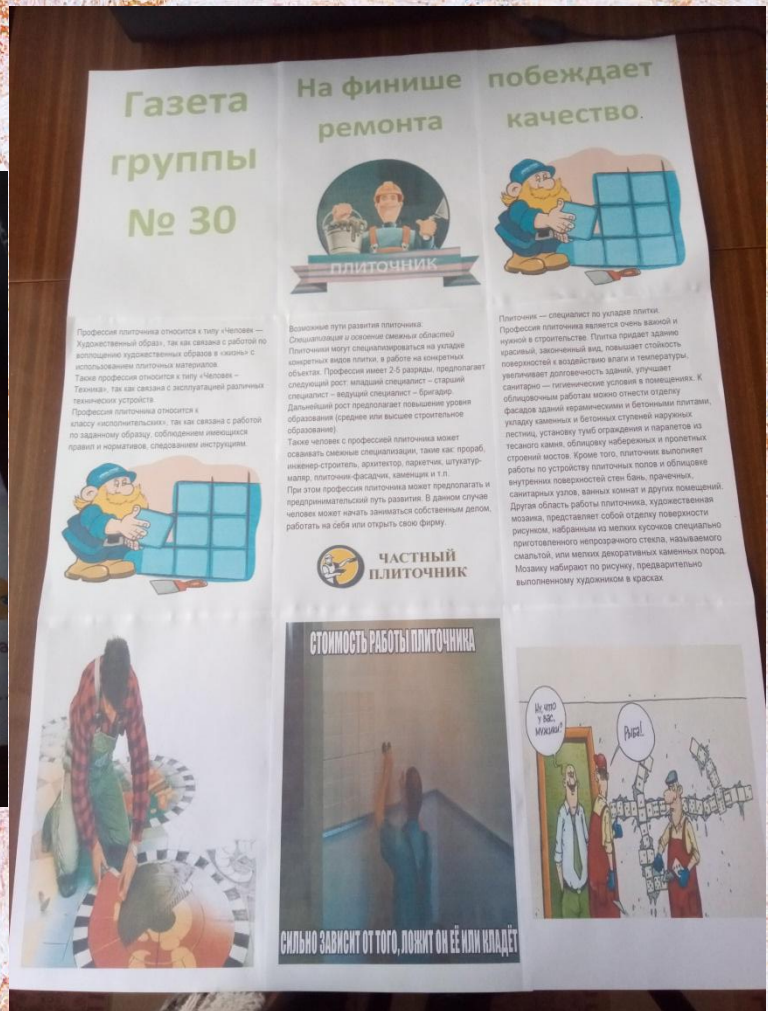 Газета
группы
№ 30
На финише
ремонта
побеждает
качество.
ПЛИТОЧНИК
Профессия плиточника относится к типу «Человек —
Художественный образ», так как связана с работой по
воплощению художественных образов в «жизнь» с
использованием плиточных материалов.
Также профессия относится к типу «Человек –
Техника», так как связана с эксплуатацией различных
технических устройств.
Профессия плиточника относится к
классу «исполнительских», так как связана с работой
по заданному образцу, соблюдением имеющихся
правил и нормативов, следованием инструкциям.
Возможные пути развития плиточника:
Специализация и освоение смежных областей
Плиточники могут специализироваться на укладке
конкретных видов плитки, в работе на конкретных
объектах. Профессия имеет 2-5 разряды, предполагает
следующий рост: младший специалист – старший
специалист – ведущий специалист – бригадир.
Дальнейший рост предполагает повышение уровня
образования (среднее или высшее строительное
образование).
Также человек с профессией плиточника может
осваивать смежные специализации, такие как: прораб,
инженер-строитель, архитектор, паркетчик, штукатур-
маляр, плиточник-фасадчик, каменщик и т.п.
При этом профессия плиточника может предполагать и
предпринимательский путь развития. В данном случае
человек может начать заниматься собственным делом,
работать на себя или открыть свою фирму.
ЧАСТНЫЙ
ПЛИТОЧНИК
Плиточник — специалист по укладке плитки.
Профессия плиточника является очень важной и
нужной в строительстве. Плитка придает зданию
красивый, законченный вид, повышает стойкость
поверхностей к воздействию влаги и температуры,
увеличивает долговечность зданий, улучшает
санитарно — гигиенические условия в помещениях. К
облицовочным работам можно отнести отделку
фасадов зданий керамическими и бетонными плитами,
укладку каменных и бетонных ступеней наружных
лестниц, установку тумб ограждения и парапетов из
тесаного камня, облицовку набережных и пролетных
строений мостов. Кроме того, плиточник выполняет
работы по устройству плиточных полов и облицовке
внутренних поверхностей стен бань, прачечных,
санитарных узлов, ванных комнат и других помещений.
Другая область работы плиточника, художественная
мозаика, представляет собой отделку поверхности
рисунком, набранным из мелких кусочков специально
приготовленного непрозрачного стекла, называемого
смальтой, или мелких декоративных каменных пород.
Мозаику набирают по рисунку, предварительно
выполненному художником в красках
СТОИМОСТЬ РАБОТЫ ПЛИТОЧНИКА
СИЛЬНО ЗАВИСИТ ОТ ТОГО, ЛОЖИТ ОН ЕЁ ИЛИ КЛАДЁТ
Ну, что
у вас,
мужики?
Рыба!